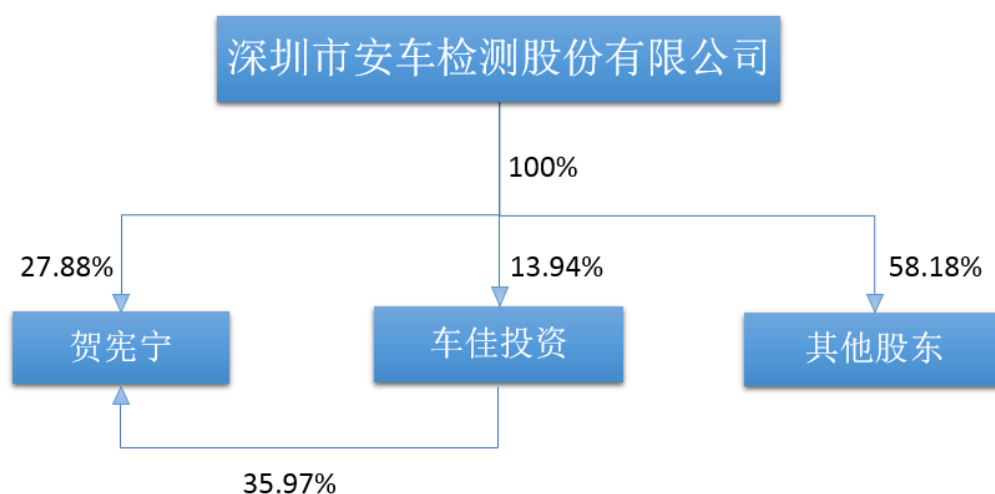 深圳市安车检测股份有限公司
100%
27.88%
13.94%
58.18%
贺宪宁
车佳投资
其他股东
35.97%